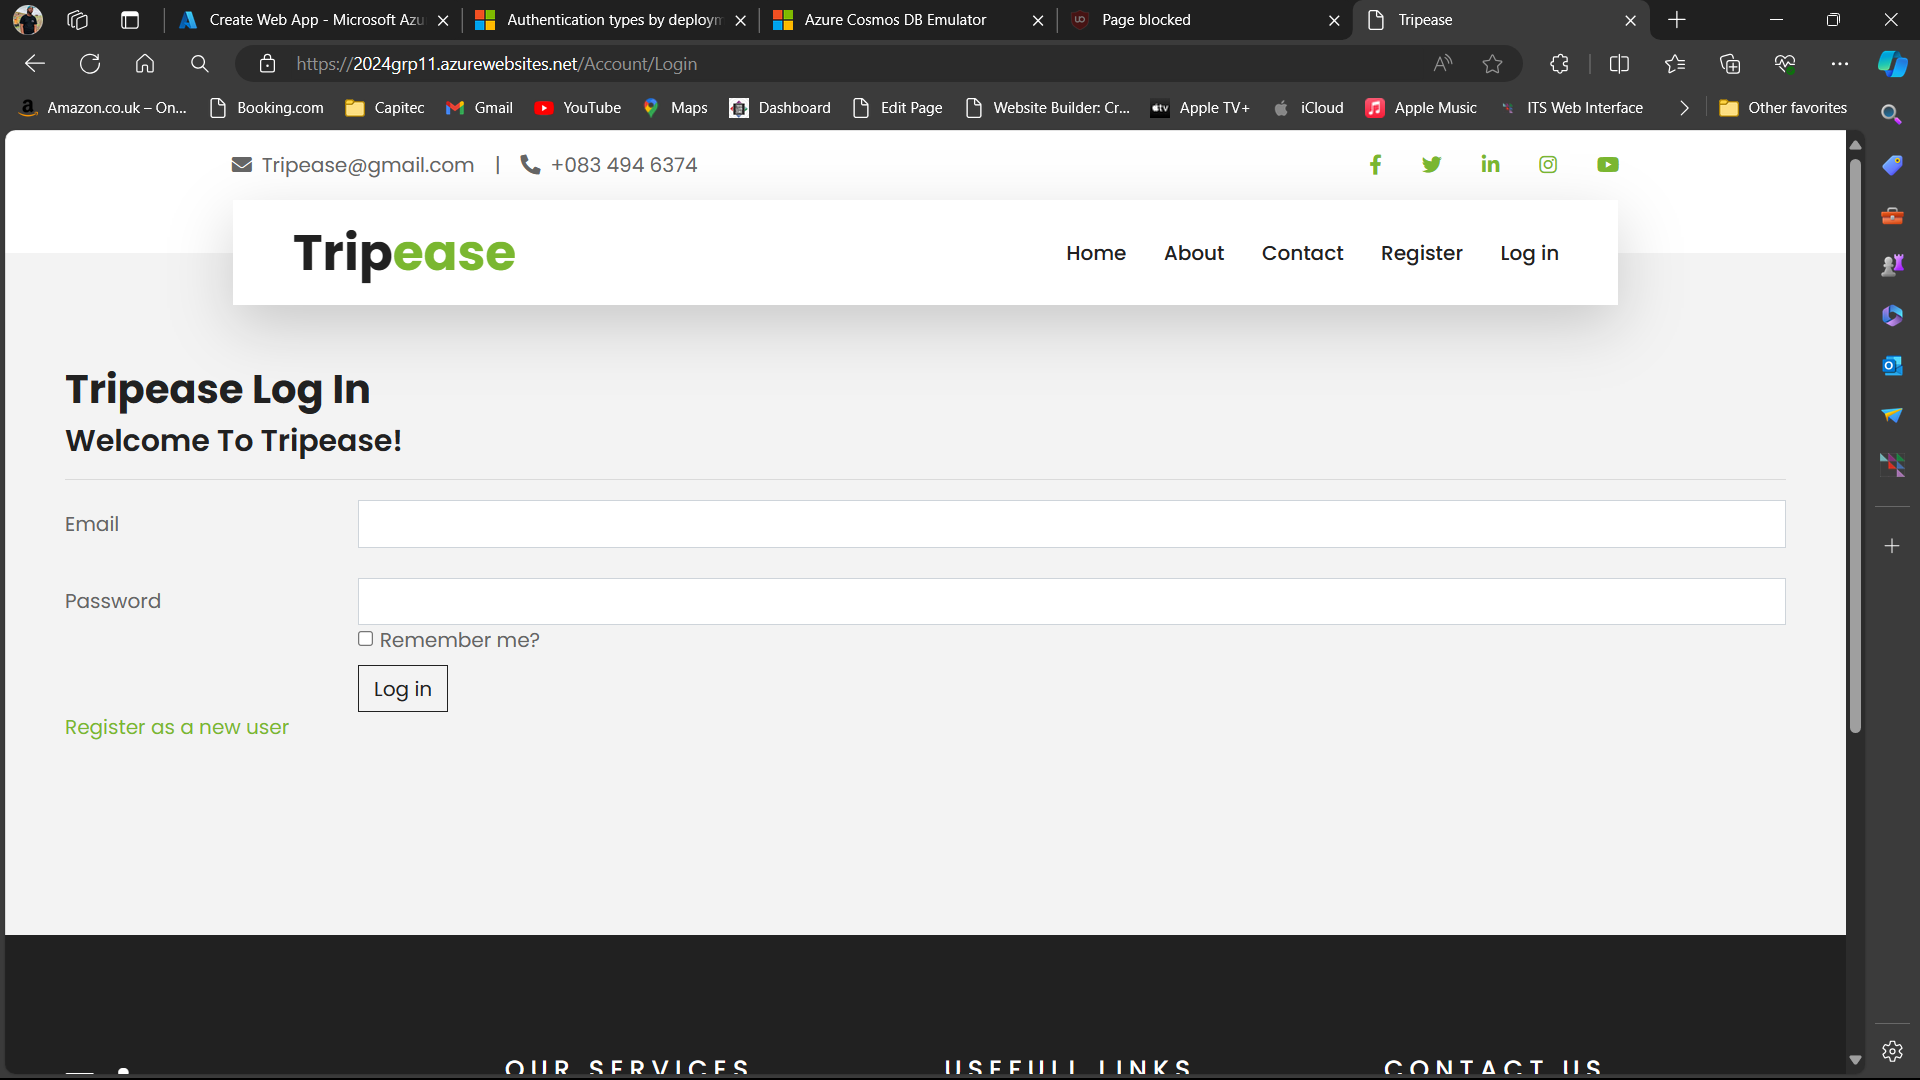 Create Web App - Microsoft Azu
Authentication types by deploym
Azure Cosmos DB Emulator
Page blocked
Tripease
https://2024grp11.azurewebsites.net/Account/Login
Amazon.co.uk – On...
Booking.com
Capitec
Gmail
YouTube
Maps
Dashboard
Edit Page
Website Builder: Cr...
Apple TV+
iCloud
Apple Music
ITS Web Interface
Other favorites
Tripease@gmail.com | +083 494 6374
Tripease
Home
About
Contact
Register
Log in
Tripease Log In
Welcome To Tripease!
Email
Password
Remember me?
Log in
Register as a new user
OUR SERVICES
USEFULL LINKS
CONTACT US